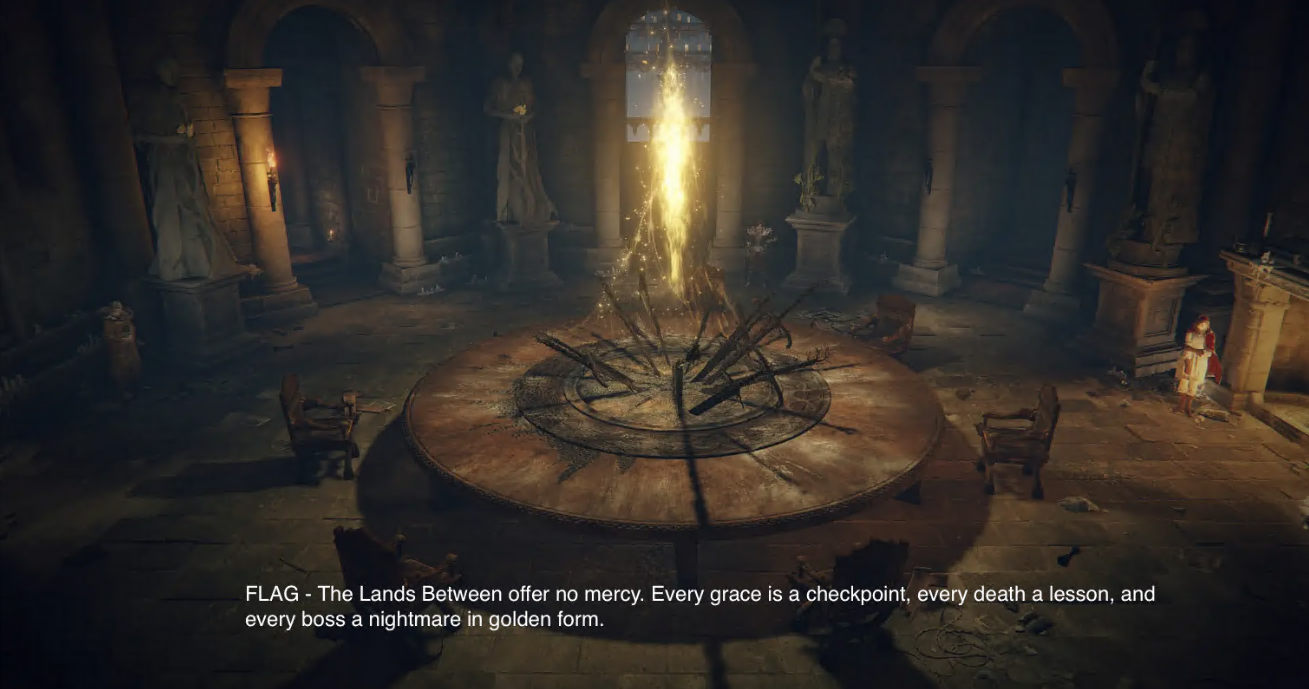 FLAG - The Lands Between offer no mercy. Every grace is a checkpoint, every death a lesson, and
every boss a nightmare in golden form.